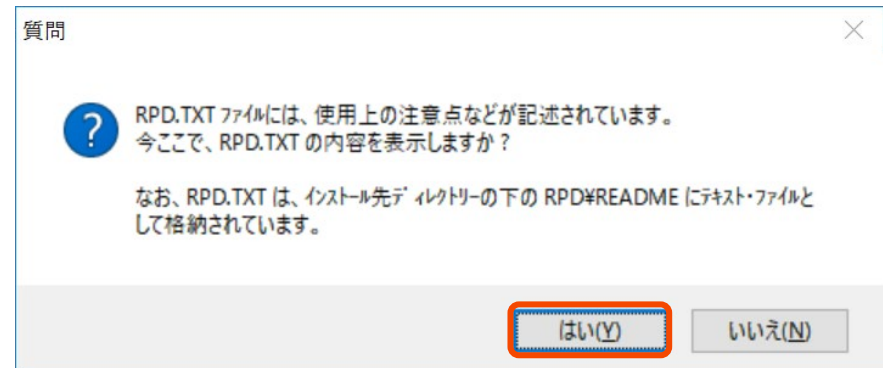 質問
RPD.TXT ﾌｧｲﾙには、使用上の注意点などが記述されています。
今ここで、RPD.TXT の内容を表示しますか ?
なお、RPD.TXT は、ｲﾝｽﾄｰﾙ先ﾃﾞｨﾚｸﾄﾘｰの下の RPD¥README にﾃｷｽﾄ･ﾌｧｲﾙと
して格納されています。
はい(Y)
いいえ(N)